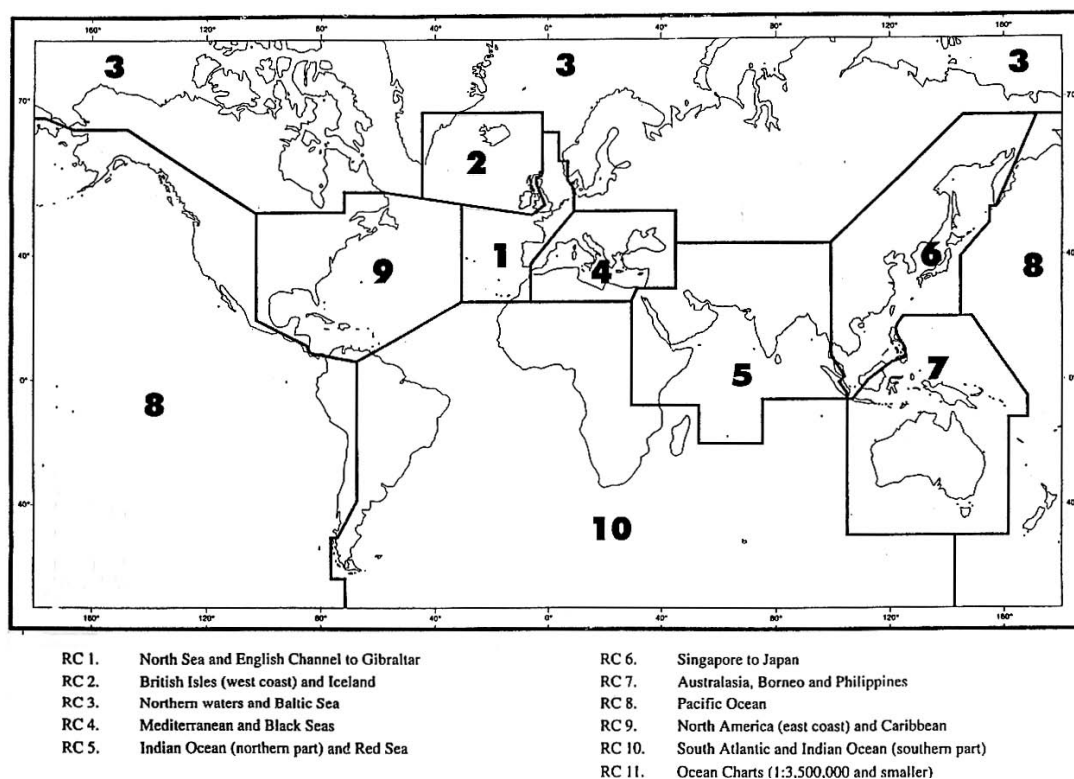 160° 120° 80° 40° 0° 40° 80° 120° 160°
3 3 3
70° 70°
2
40° 9 1 4 6 8 40°
0° 8 5 7 0°
40° 10 40°
160° 120° 80° 40° 0° 40° 80° 120° 160°
RC 1. North Sea and English Channel to Gibraltar
RC 2. British Isles (west coast) and Iceland
RC 3. Northern waters and Baltic Sea
RC 4. Mediterranean and Black Seas
RC 5. Indian Ocean (northern part) and Red Sea
RC 6. Singapore to Japan
RC 7. Australasia, Borneo and Philippines
RC 8. Pacific Ocean
RC 9. North America (east coast) and Caribbean
RC 10. South Atlantic and Indian Ocean (southern part)
RC 11. Ocean Charts (1:3,500,000 and smaller)